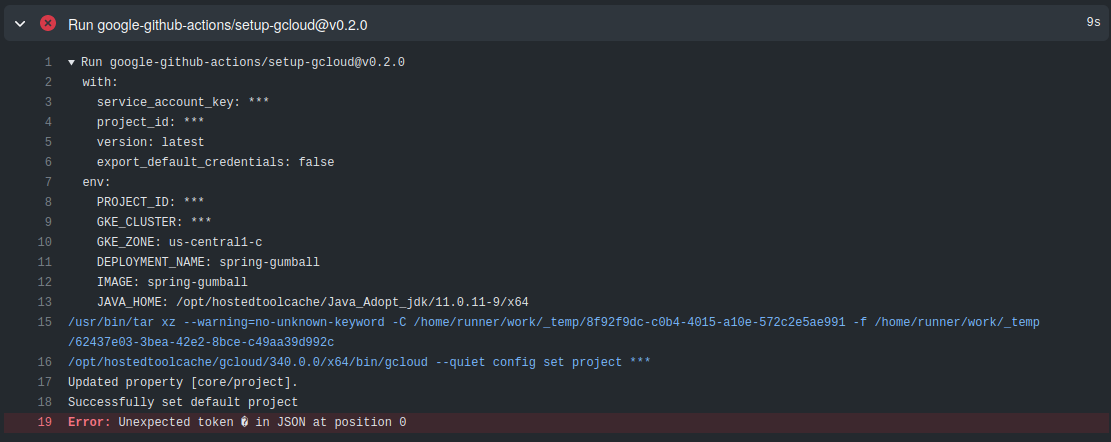 Run google-github-actions/setup-gcloud@v0.2.0
9s
1 ▼ Run google-github-actions/setup-gcloud@v0.2.0
2 with:
3 service_account_key: ***
4 project_id: ***
5 version: latest
6 export_default_credentials: false
7 env:
8 PROJECT_ID: ***
9 GKE_CLUSTER: ***
10 GKE_ZONE: us-central1-c
11 DEPLOYMENT_NAME: spring-gumball
12 IMAGE: spring-gumball
13 JAVA_HOME: /opt/hostedtoolcache/Java_Adopt_jdk/11.0.11-9/x64
15 /usr/bin/tar xz --warning=no-unknown-keyword -C /home/runner/work/_temp/8f92f9dc-c0b4-4015-a10e-572c2e5ae991 -f /home/runner/work/_temp
/62437e03-3bea-42e2-8bce-c49aa39d992c
16 /opt/hostedtoolcache/gcloud/340.0.0/x64/bin/gcloud --quiet config set project ***
17 Updated property [core/project].
18 Successfully set default project
19 Error: Unexpected token � in JSON at position 0